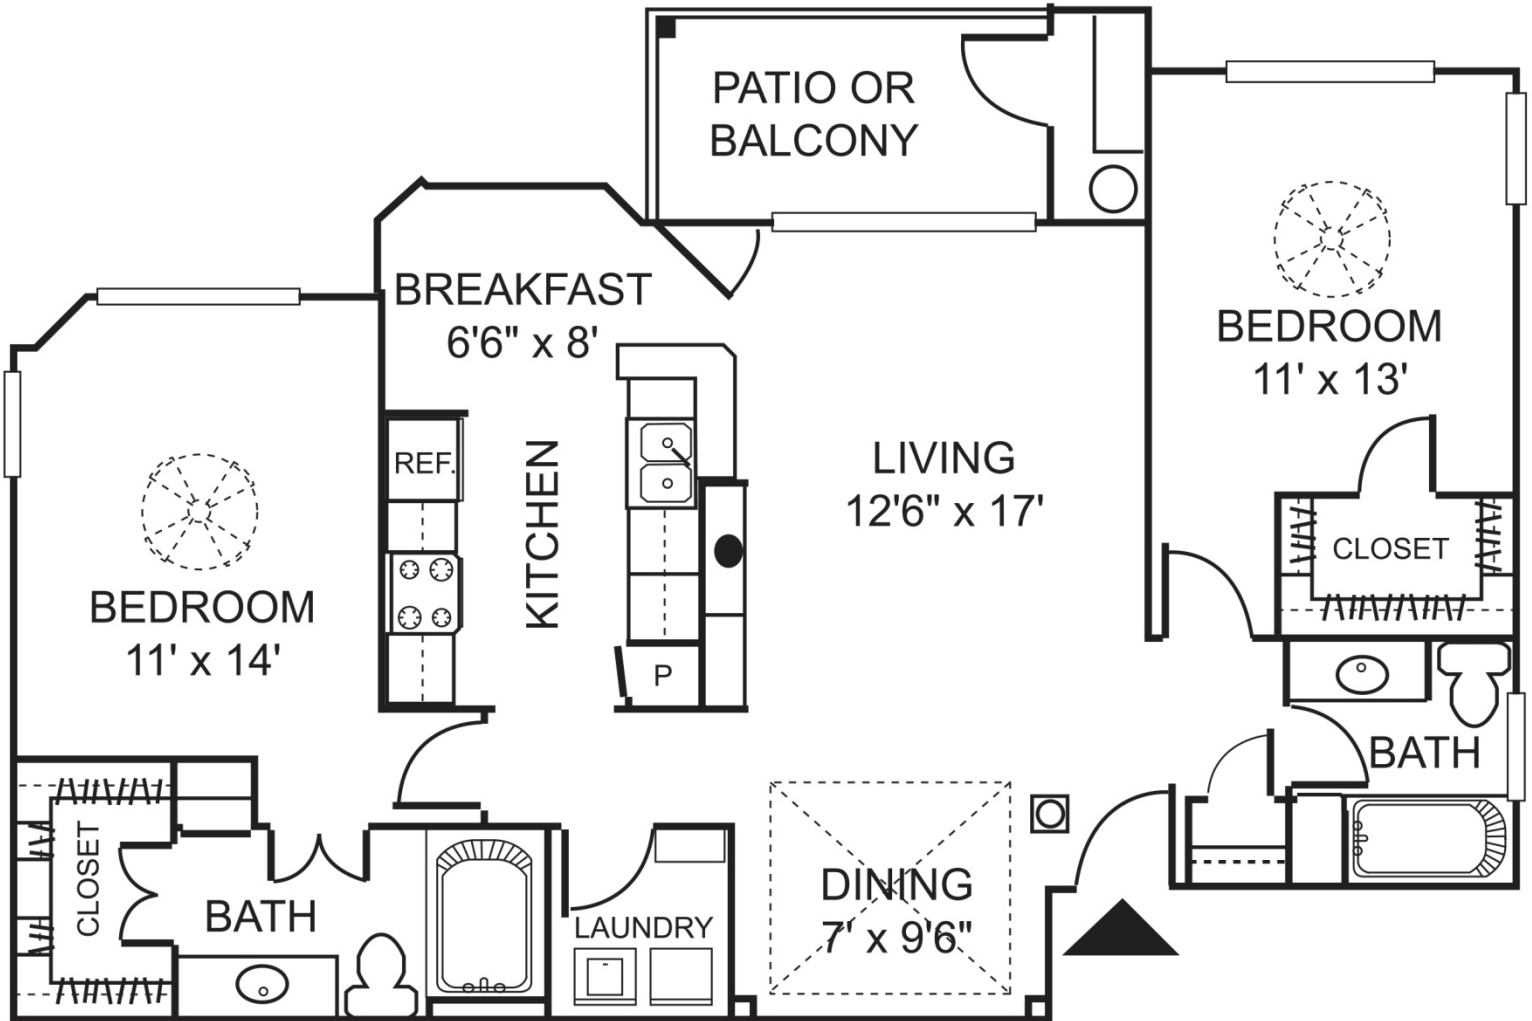 PATIO OR
BALCONY
BREAKFAST
6'6" x 8'
BEDROOM
11' x 13'
REF.
KITCHEN
LIVING
12'6" x 17'
CLOSET
BEDROOM
11' x 14'
P
BATH
CLOSET
BATH
LAUNDRY
DINING
7' x 9'6"